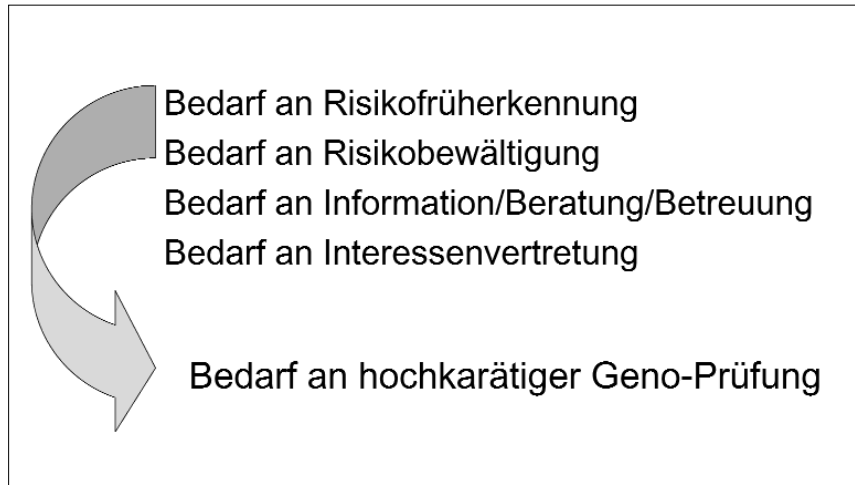 Bedarf an Risikofrüherkennung
Bedarf an Risikobewältigung
Bedarf an Information/Beratung/Betreuung
Bedarf an Interessenvertretung
Bedarf an hochkarätiger Geno-Prüfung